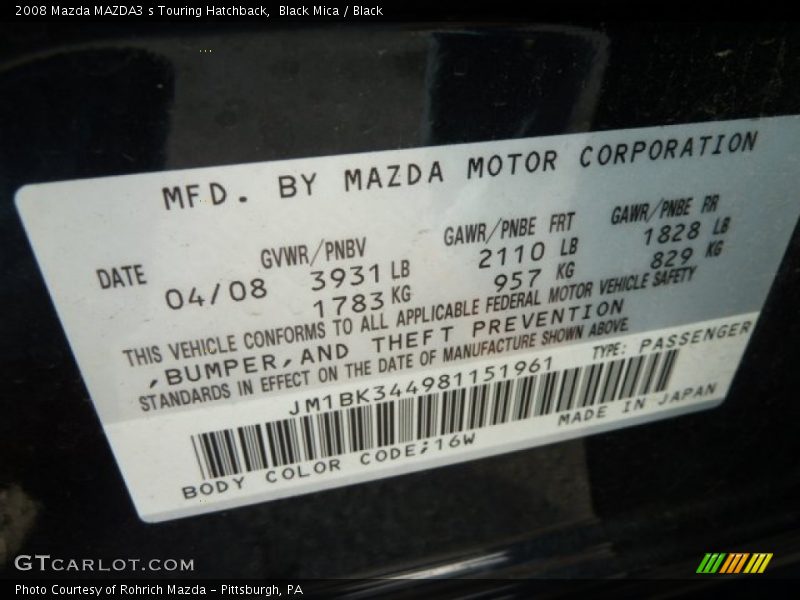 2008 Mazda MAZDA3 s Touring Hatchback,  Black Mica / Black
MFD. BY MAZDA MOTOR CORPORATION
DATE GVWR/PNBV GAWR/PNBE FRT GAWR/PNBE RR
04/08 3931 LB 2110 LB 1828 LB
1783 KG 957 KG 829 KG
THIS VEHICLE CONFORMS TO ALL APPLICABLE FEDERAL MOTOR VEHICLE SAFETY
,BUMPER,AND THEFT PREVENTION
STANDARDS IN EFFECT ON THE DATE OF MANUFACTURE SHOWN ABOVE.
JM1BK344981151961 TYPE: PASSENGER
BODY COLOR CODE;16W MADE IN JAPAN
GTCARLOT.COM
Photo Courtesy of Rohrich Mazda - Pittsburgh, PA